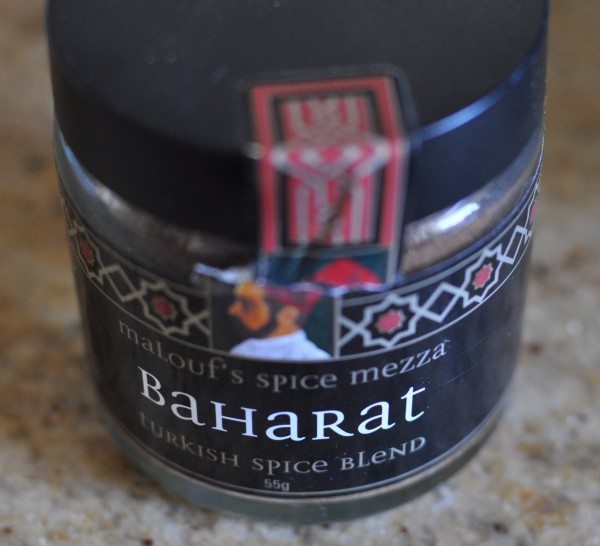 malouf's spice mezza
BaHarat
turkish spice blend
55g